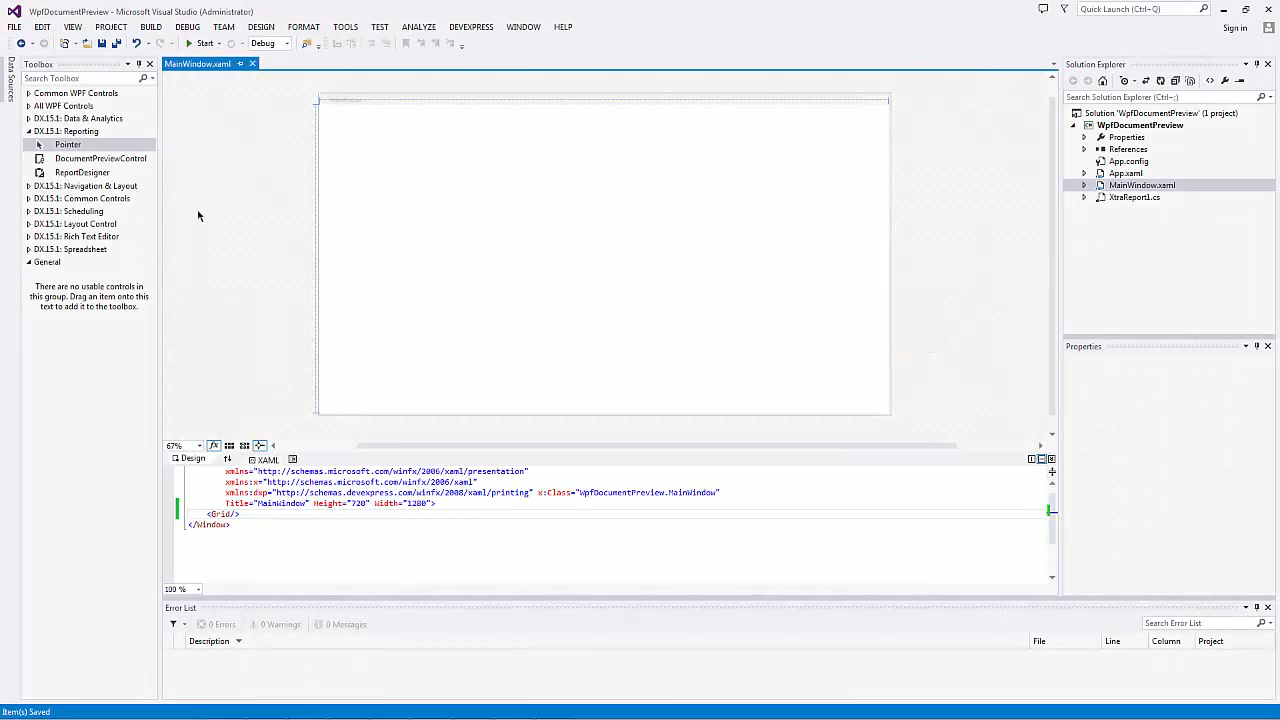 WpfDocumentPreview - Microsoft Visual Studio (Administrator)
Quick Launch (Ctrl+Q)
FILE EDIT VIEW PROJECT BUILD DEBUG TEAM DESIGN FORMAT TOOLS TEST ANALYZE DEVEXPRESS WINDOW HELP
Sign in
Start Debug
Data Sources
Toolbox
Search Toolbox
Common WPF Controls
All WPF Controls
DX.15.1: Data & Analytics
DX.15.1: Reporting
Pointer
DocumentPreviewControl
ReportDesigner
DX.15.1: Navigation & Layout
DX.15.1: Common Controls
DX.15.1: Scheduling
DX.15.1: Layout Control
DX.15.1: Rich Text Editor
DX.15.1: Spreadsheet
General
There are no usable controls in
this group. Drag an item onto this
text to add it to the toolbox.
MainWindow.xaml
67%
fx
Design
XAML
xmlns="http://schemas.microsoft.com/winfx/2006/xaml/presentation"
xmlns:x="http://schemas.microsoft.com/winfx/2006/xaml"
xmlns:dxp="http://schemas.devexpress.com/winfx/2008/xaml/printing" x:Class="WpfDocumentPreview.MainWindow"
Title="MainWindow" Height="720" Width="1280">
<Grid/>
</Window>
100 %
Error List
0 Errors 0 Warnings 0 Messages
Search Error List
Description File Line Column Project
Solution Explorer
Search Solution Explorer (Ctrl+;)
Solution 'WpfDocumentPreview' (1 project)
WpfDocumentPreview
Properties
References
App.config
App.xaml
MainWindow.xaml
XtraReport1.cs
Properties
Item(s) Saved